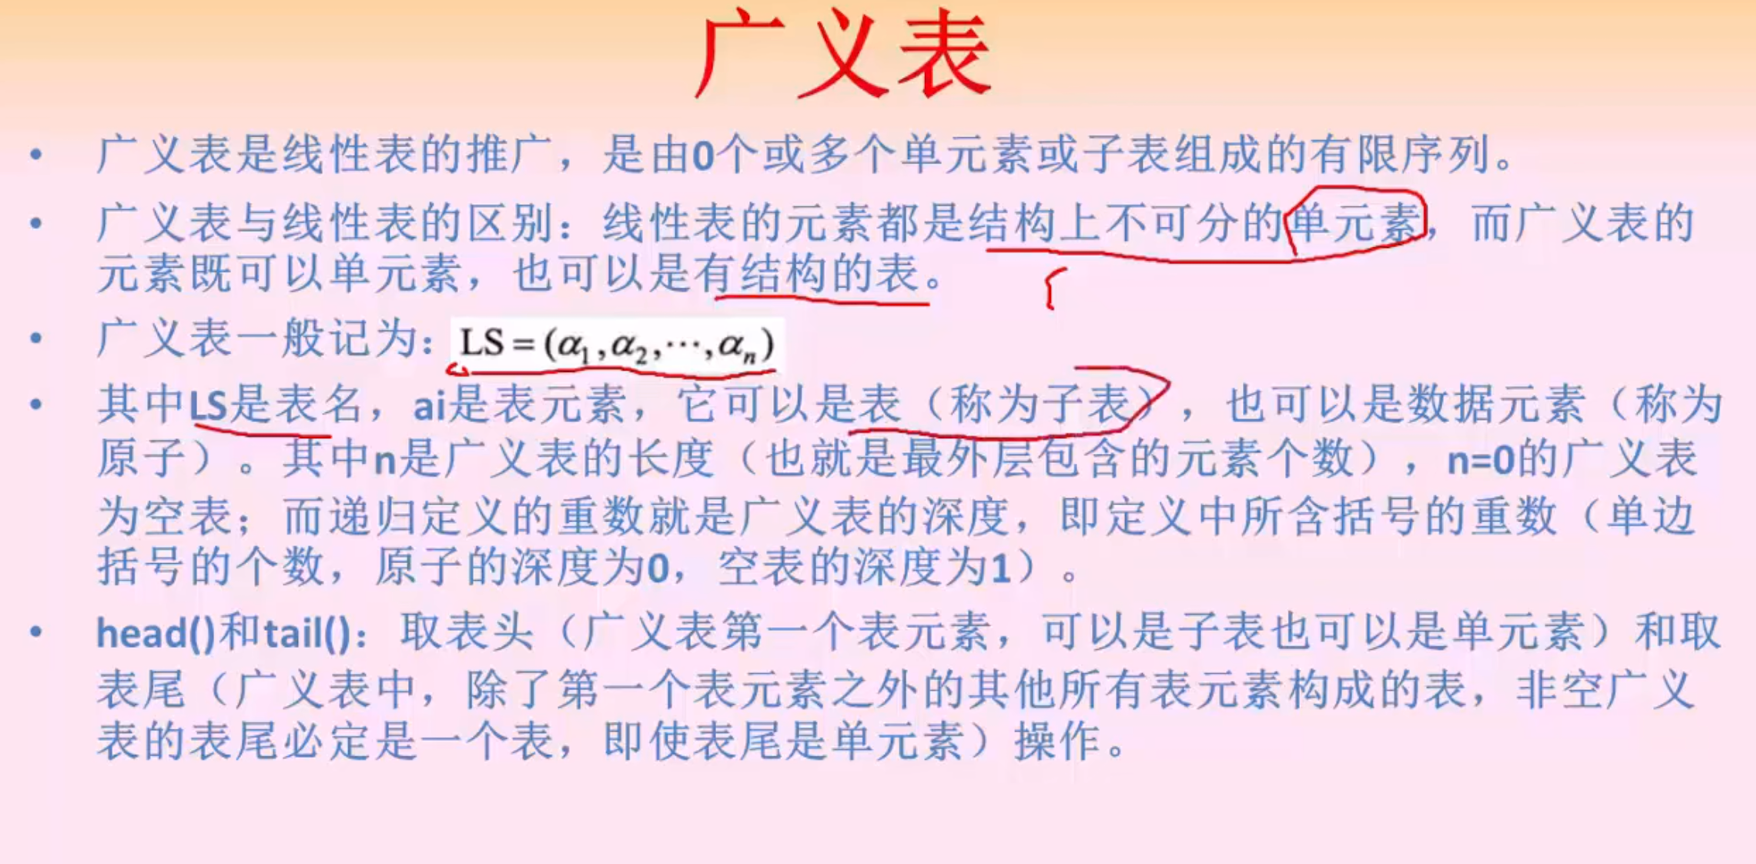 广义表
• 广义表是线性表的推广，是由0个或多个单元素或子表组成的有限序列。
• 广义表与线性表的区别：线性表的元素都是结构上不可分的单元素，而广义表的
元素既可以单元素，也可以是有结构的表。
• 广义表一般记为：LS = (α₁,α₂,⋯,αₙ)
• 其中LS是表名，ai是表元素，它可以是表（称为子表），也可以是数据元素（称为
原子）。其中n是广义表的长度（也就是最外层包含的元素个数），n=0的广义表
为空表；而递归定义的重数就是广义表的深度，即定义中所含括号的重数（单边
括号的个数，原子的深度为0，空表的深度为1）。
• head()和tail()：取表头（广义表第一个表元素，可以是子表也可以是单元素）和取
表尾（广义表中，除了第一个表元素之外的其他所有表元素构成的表，非空广义
表的表尾必定是一个表，即使表尾是单元素）操作。